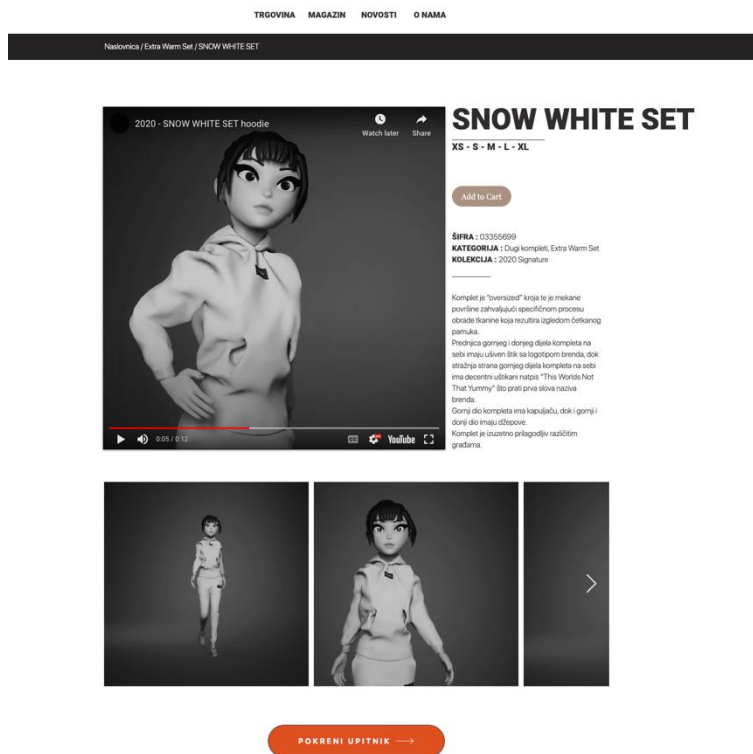 TRGOVINA MAGAZIN NOVOSTI O NAMA
Naslovnica / Extra Warm Set / SNOW WHITE SET
2020 - SNOW WHITE SET hoodie
Watch later Share
0:05 / 0:12
CC
YouTube
SNOW WHITE SET
XS - S - M - L - XL
Add to Cart
ŠIFRA : 03355699
KATEGORIJA : Dugi kompleti, Extra Warm Set
KOLEKCIJA : 2020 Signature
Komplet je "oversized" kroja te je mekane
površine zahvaljujući specifičnom procesu
obrade tkanine koja rezultira izgledom četkanog
pamuka.
Prednjica gornjeg i donjeg dijela kompleta na
sebi imaju ušiven štik sa logotipom brenda, dok
stražnja strana gornjeg dijela kompleta na sebi
ima decentni uštikani natpis "This Worlds Not
That Yummy" što prati prva slova naziva
brenda.
Gornji dio kompleta ima kapuljaču, dok i gornji i
donji dio imaju džepove.
Komplet je izuzetno prilagodljiv različitim
građama.
POKRENI UPITNIK